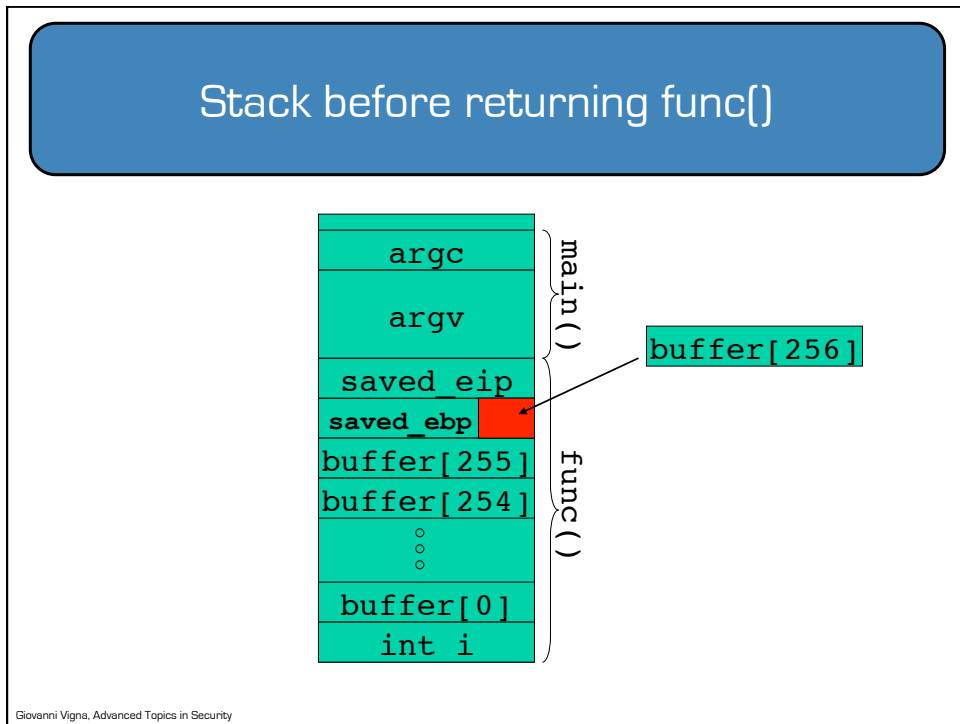 Stack before returning func()
argc
argv
main()
buffer[256]
saved_eip
saved_ebp
buffer[255]
buffer[254]
func()
buffer[0]
int i
Giovanni Vigna, Advanced Topics in Security